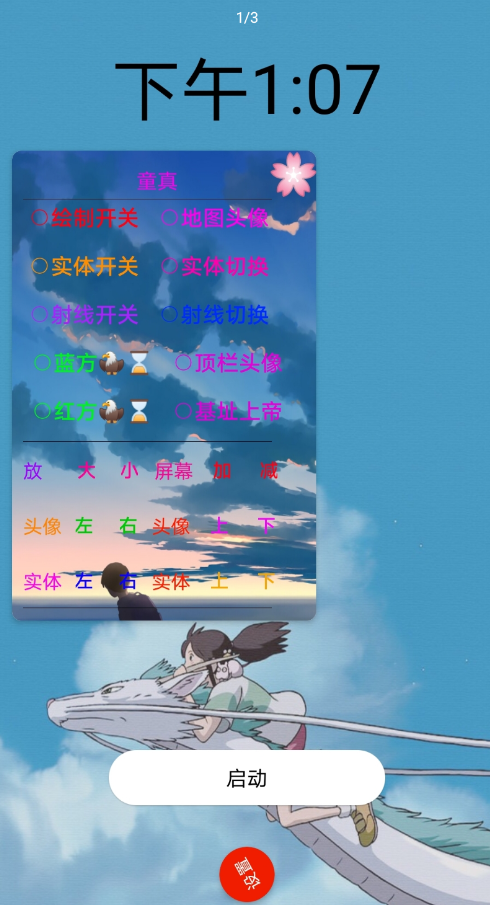 1/3
下午1:07
童真
绘制开关 地图头像
实体开关 实体切换
射线开关 射线切换
蓝方🦅⌛ 顶栏头像
红方🦅⌛ 基址上帝
放 大 小 屏幕 加 减
头像 左 右 头像 上 下
实体 左 右 实体 上 下
启动